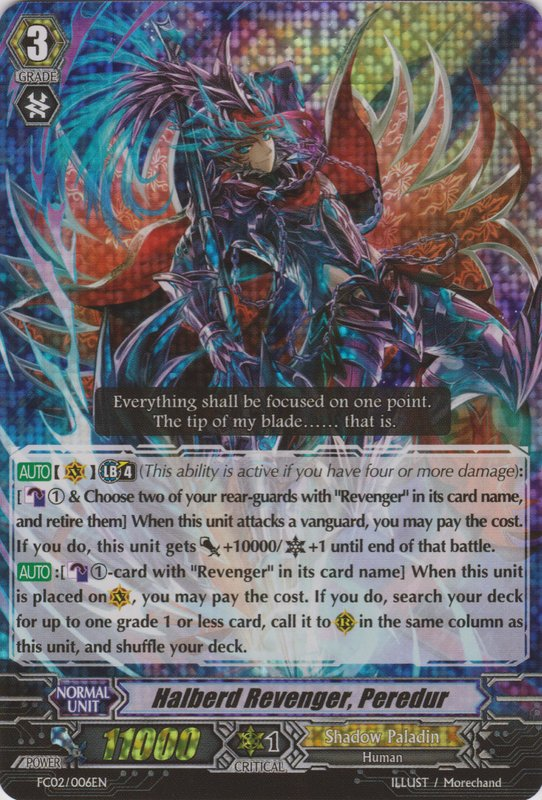 3
GRADE
Everything shall be focused on one point.
The tip of my blade…… that is.
AUTO [ V ] LB 4 (This ability is active if you have four or more damage):
[ ① & Choose two of your rear-guards with "Revenger" in its card name,
and retire them] When this unit attacks a vanguard, you may pay the cost.
If you do, this unit gets +10000/ +1 until end of that battle.
AUTO :[ ①-card with "Revenger" in its card name] When this unit
is placed on V , you may pay the cost. If you do, search your deck
for up to one grade 1 or less card, call it to R in the same column as
this unit, and shuffle your deck.
NORMAL
UNIT
Halberd Revenger, Peredur
POWER
11000
1
CRITICAL
Shadow Paladin
Human
FC02/006EN
ILLUST / Morechand